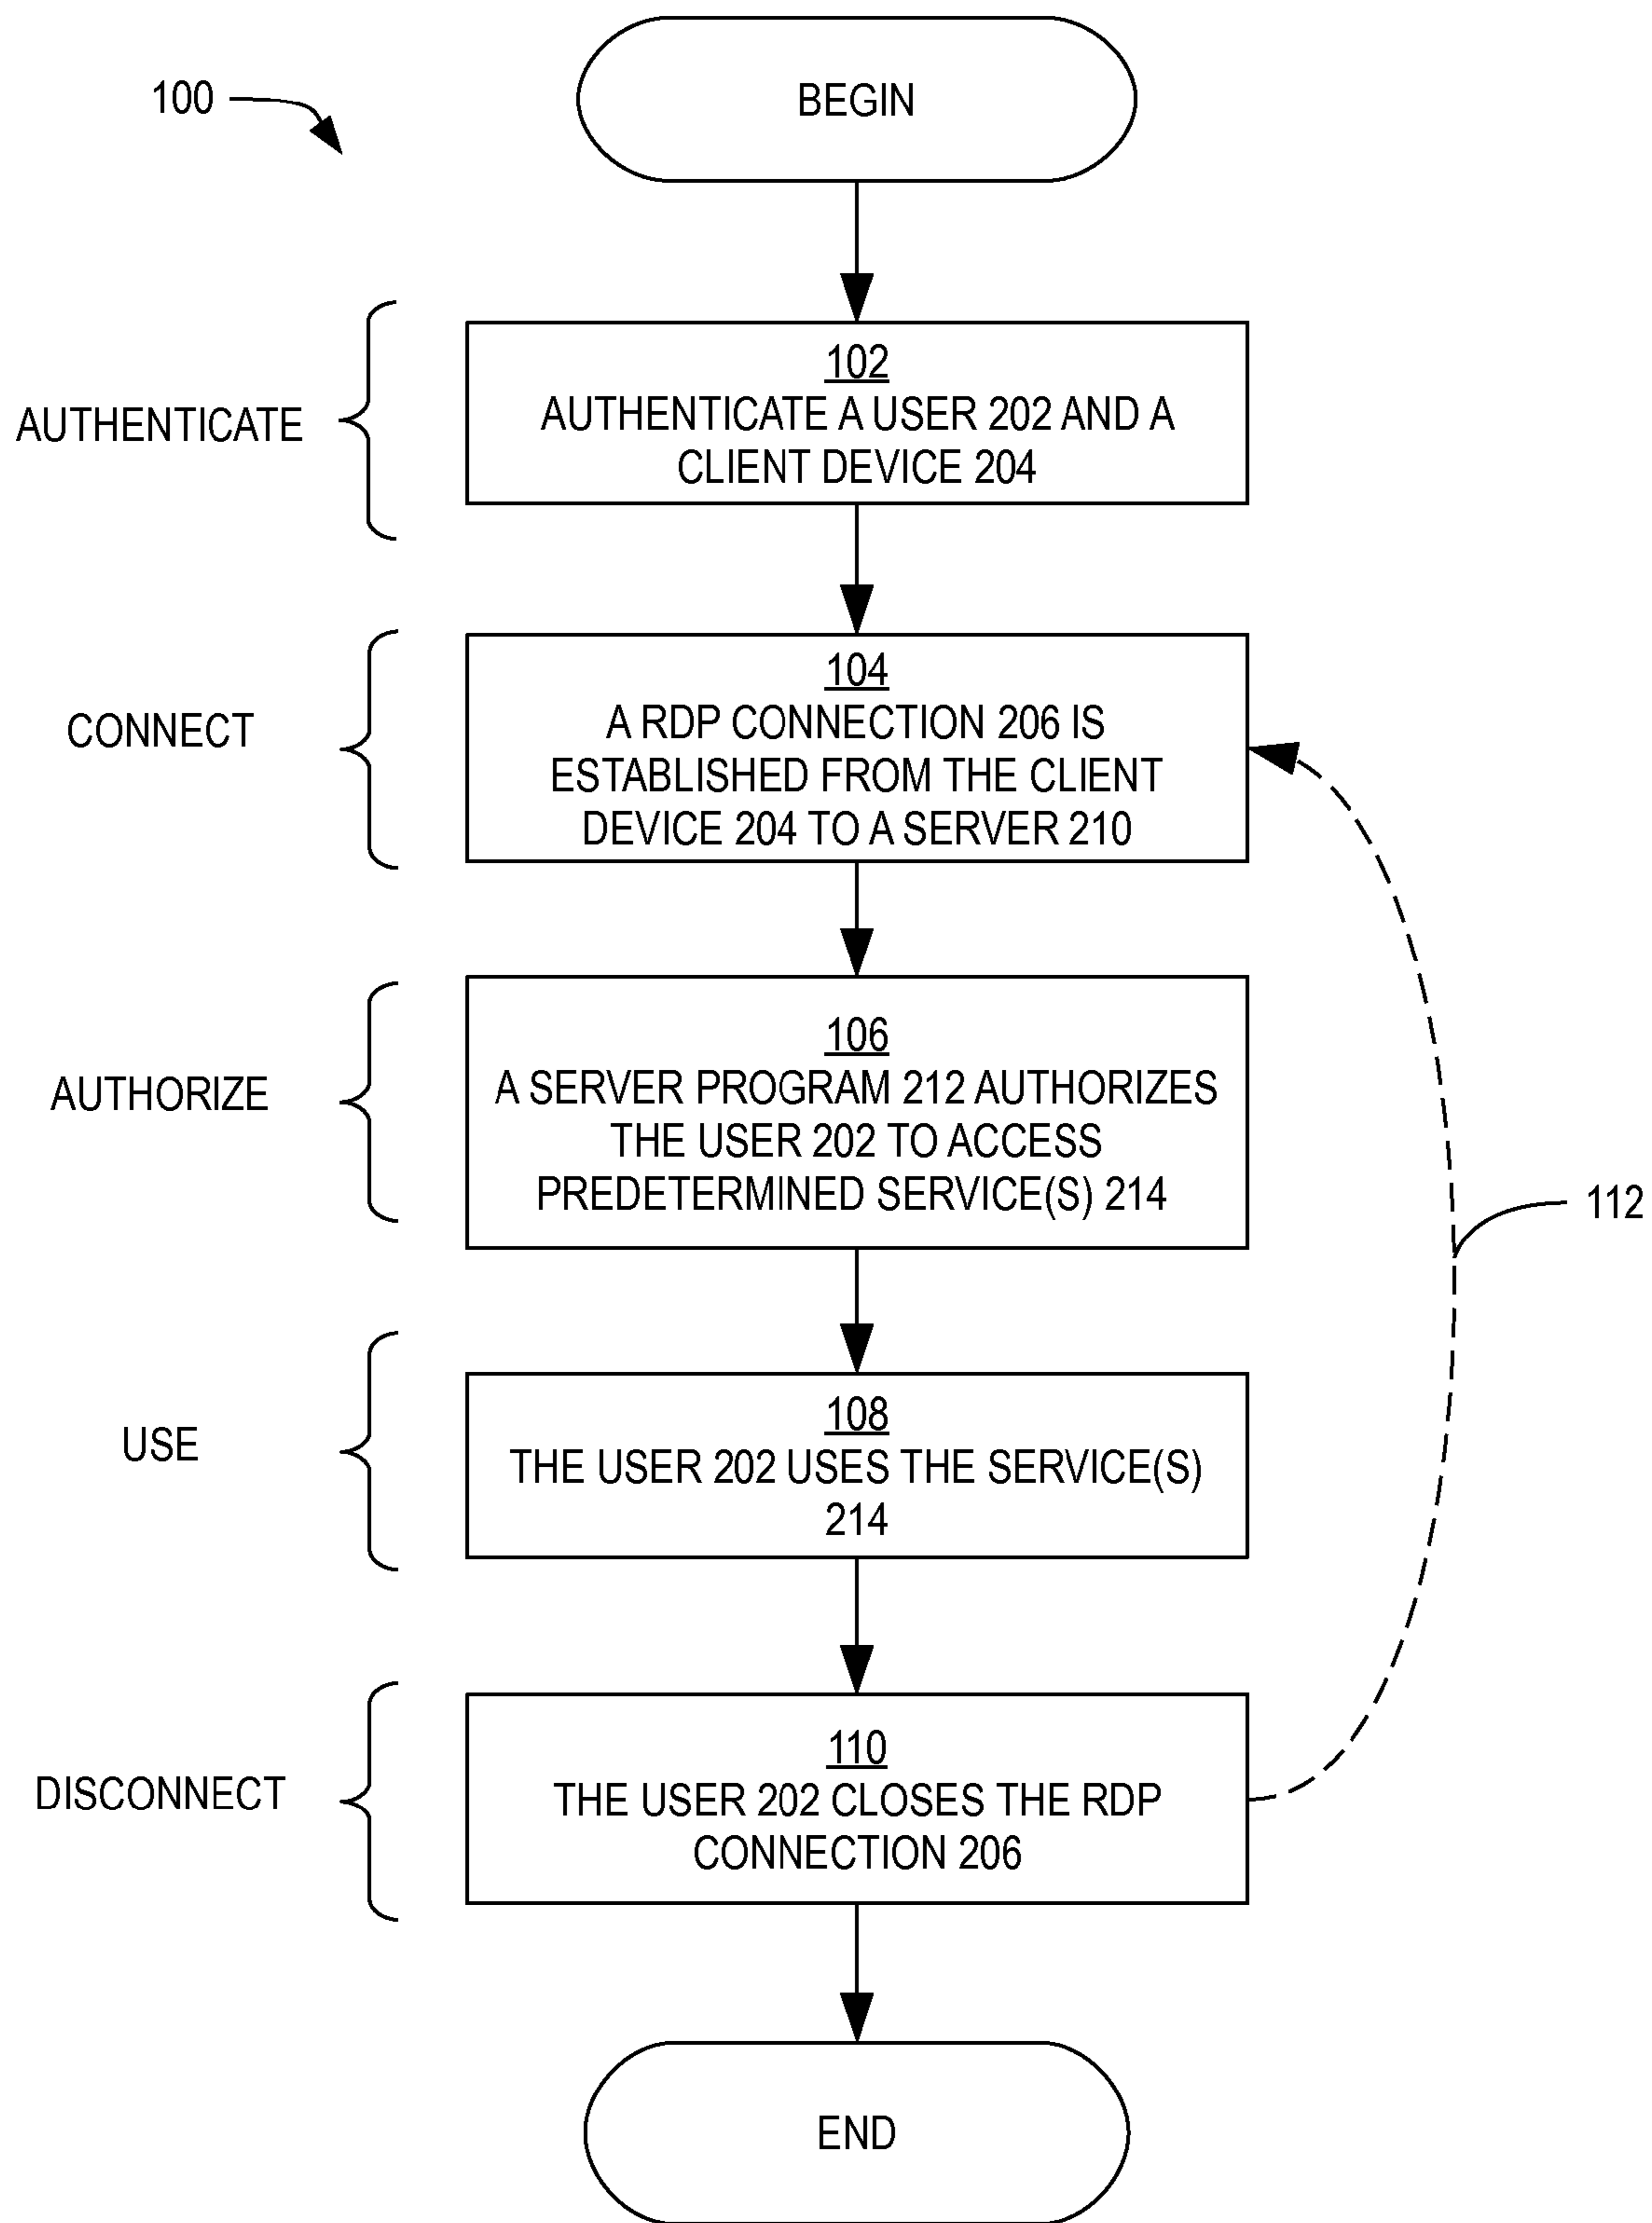 100
BEGIN
AUTHENTICATE
102
AUTHENTICATE A USER 202 AND A
CLIENT DEVICE 204
CONNECT
104
A RDP CONNECTION 206 IS
ESTABLISHED FROM THE CLIENT
DEVICE 204 TO A SERVER 210
AUTHORIZE
106
A SERVER PROGRAM 212 AUTHORIZES
THE USER 202 TO ACCESS
PREDETERMINED SERVICE(S) 214
112
USE
108
THE USER 202 USES THE SERVICE(S)
214
DISCONNECT
110
THE USER 202 CLOSES THE RDP
CONNECTION 206
END